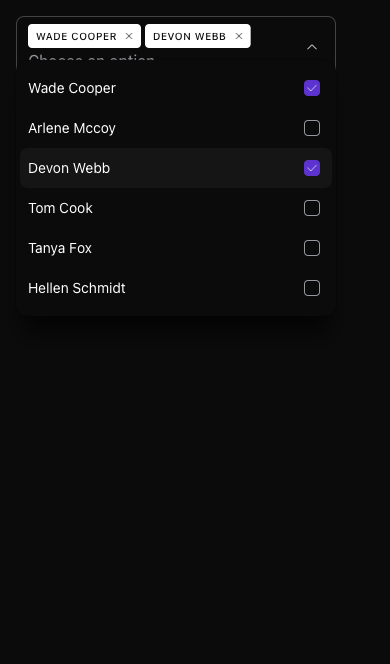 WADE COOPER DEVON WEBB
Choose an option
Wade Cooper
Arlene Mccoy
Devon Webb
Tom Cook
Tanya Fox
Hellen Schmidt